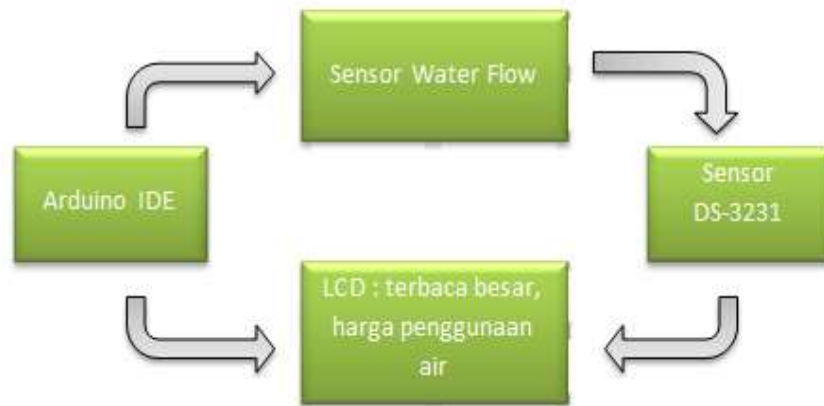 Sensor Water Flow
Arduino IDE
Sensor
DS-3231
LCD : terbaca besar,
harga penggunaan
air